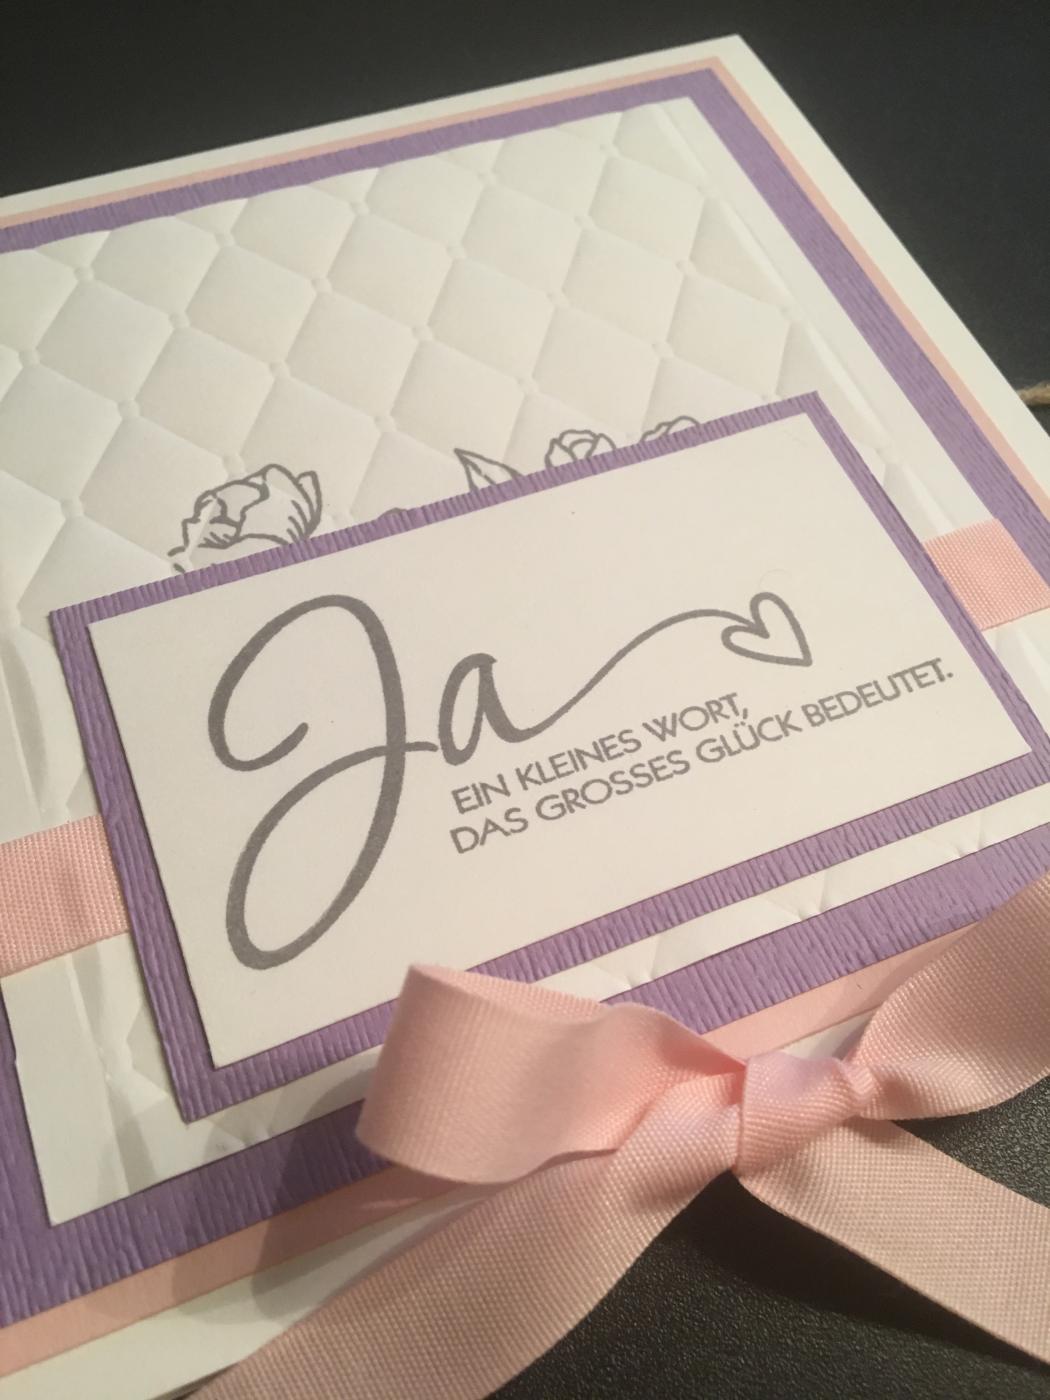 Ja
EIN KLEINES WORT,
DAS GROSSES GLÜCK BEDEUTET.